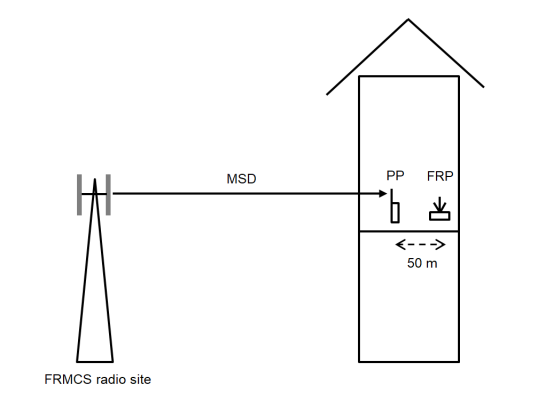 MSD
PP FRP
50 m
FRMCS radio site